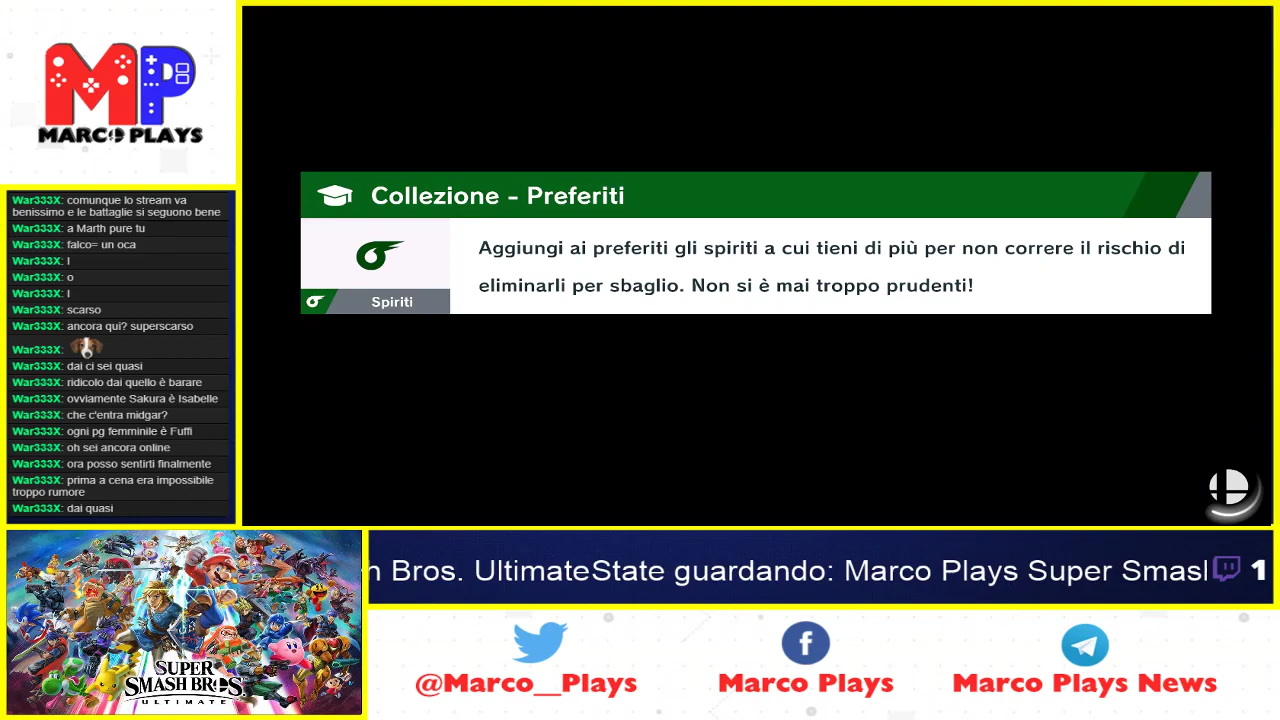 MP
MARCO PLAYS
War333X: comunque lo stream va
benissimo e le battaglie si seguono bene
War333X: a Marth pure tu
War333X: falco= un oca
War333X: l
War333X: o
War333X: l
War333X: scarso
War333X: ancora qui? superscarso
War333X:
War333X: dai ci sei quasi
War333X: ridicolo dai quello è barare
War333X: ovviamente Sakura è Isabelle
War333X: che c'entra midgar?
War333X: ogni pg femminile è Fuffi
War333X: oh sei ancora online
War333X: ora posso sentirti finalmente
War333X: prima a cena era impossibile
troppo rumore
War333X: dai quasi
Collezione - Preferiti
Aggiungi ai preferiti gli spiriti a cui tieni di più per non correre il rischio di
eliminarli per sbaglio. Non si è mai troppo prudenti!
Spiriti
SUPER
SMASH BROS.
ULTIMATE
h Bros. UltimateState guardando: Marco Plays Super Smash 1
@Marco__Plays
Marco Plays
Marco Plays News